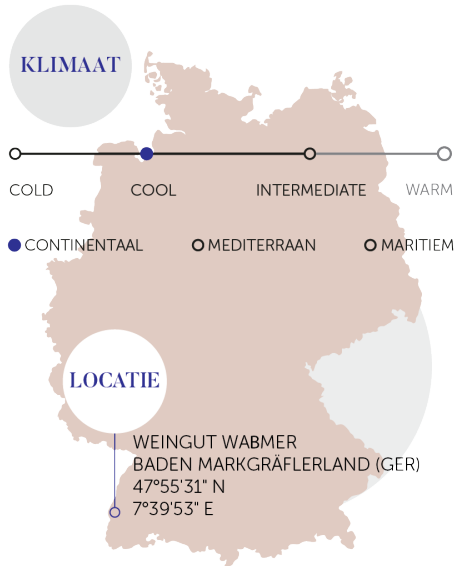 KLIMAAT
COLD COOL INTERMEDIATE WARM
CONTINENTAAL MEDITERRAAN MARITIEM
LOCATIE
WEINGUT WABMER
BADEN MARKGRÄFLERLAND (GER)
47°55'31" N
7°39'53" E